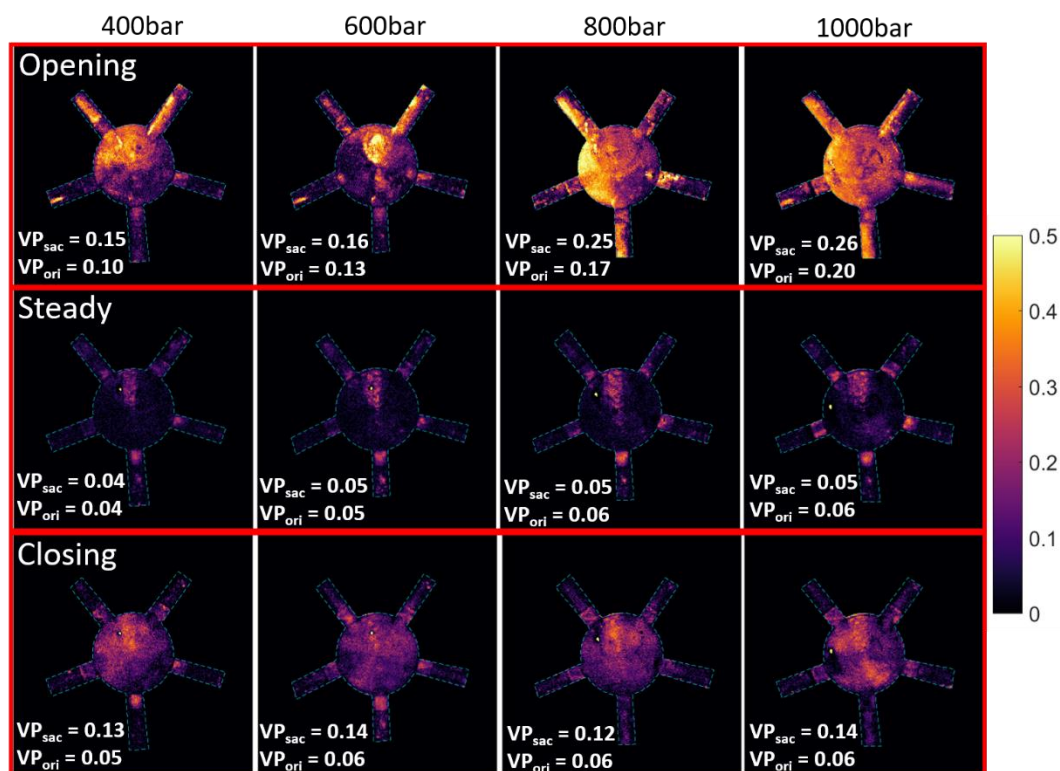 400bar 600bar 800bar 1000bar
Opening
VPsac = 0.15 VPsac = 0.16 VPsac = 0.25 VPsac = 0.26
VPori = 0.10 VPori = 0.13 VPori = 0.17 VPori = 0.20
Steady
VPsac = 0.04 VPsac = 0.05 VPsac = 0.05 VPsac = 0.05
VPori = 0.04 VPori = 0.05 VPori = 0.06 VPori = 0.06
Closing
VPsac = 0.13 VPsac = 0.14 VPsac = 0.12 VPsac = 0.14
VPori = 0.05 VPori = 0.06 VPori = 0.06 VPori = 0.06
0.5
0.4
0.3
0.2
0.1
0